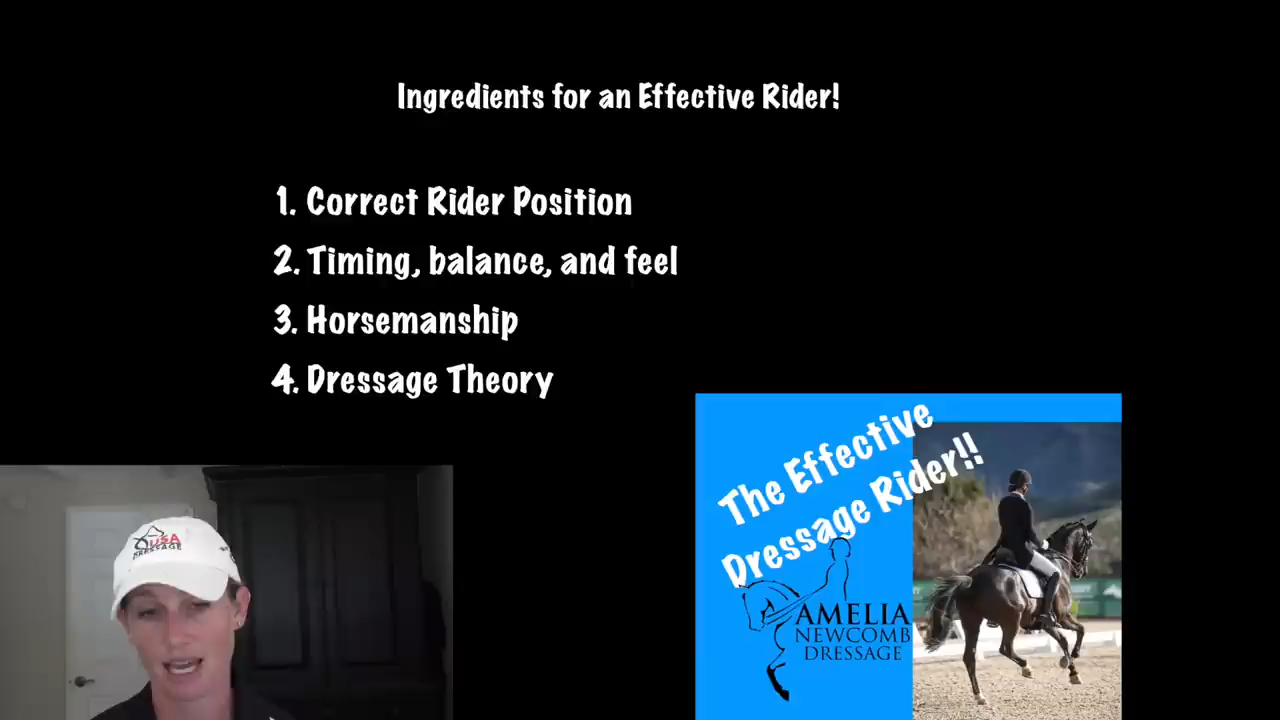 Ingredients for an Effective Rider!
1. Correct Rider Position
2. Timing, balance, and feel
3. Horsemanship
4. Dressage Theory
The Effective
Dressage Rider!!
AMELIA
NEWCOMB
DRESSAGE
USA
DRESSAGE